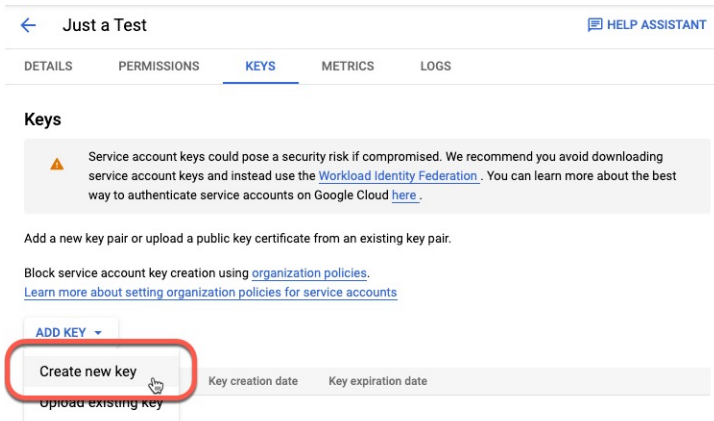 Just a Test
HELP ASSISTANT
DETAILS PERMISSIONS KEYS METRICS LOGS
Keys
Service account keys could pose a security risk if compromised. We recommend you avoid downloading
service account keys and instead use the Workload Identity Federation . You can learn more about the best
way to authenticate service accounts on Google Cloud here .
Add a new key pair or upload a public key certificate from an existing key pair.
Block service account key creation using organization policies.
Learn more about setting organization policies for service accounts
ADD KEY
Create new key
Key creation date Key expiration date
Upload existing key